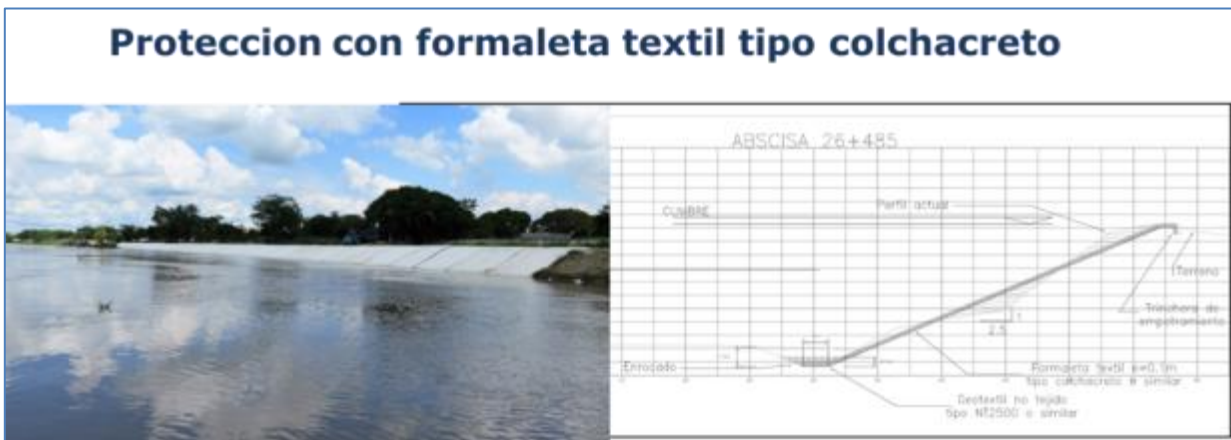 Proteccion con formaleta textil tipo colchacreto
ABSCISA 26+485
CUMBRE
Perfil actual
Terreno
Trinchera de
empotramiento
1
2.5
Enrocado
Formaleta textil e=0.1m
tipo colchacreto o similar
Geotextil no tejido
tipo NT2500 o similar